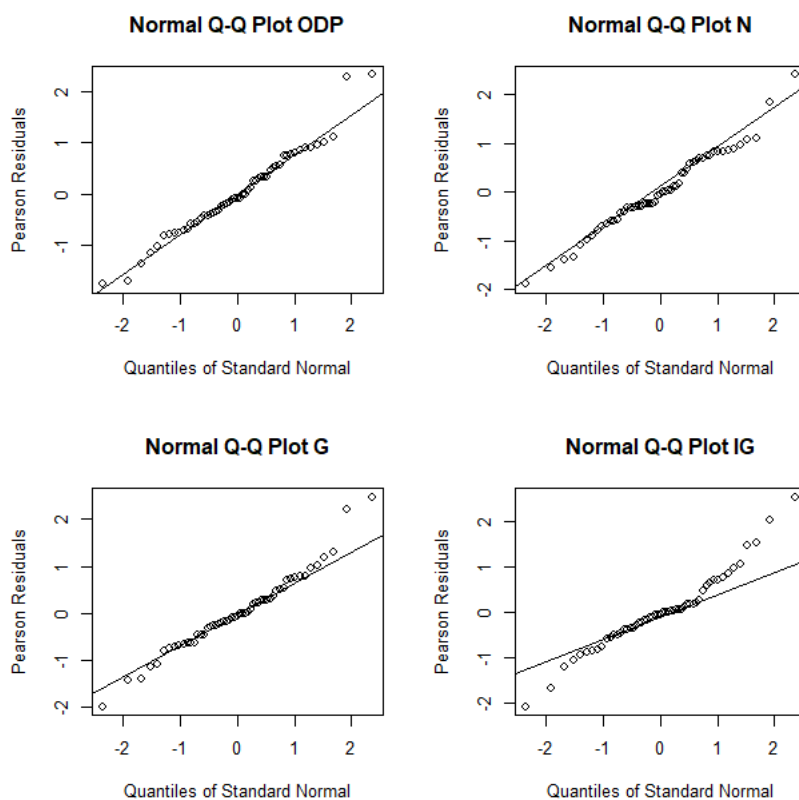 Normal Q-Q Plot ODP
Pearson Residuals
2
1
0
-1
-2 -1 0 1 2
Quantiles of Standard Normal
Normal Q-Q Plot N
Pearson Residuals
2
1
0
-1
-2
-2 -1 0 1 2
Quantiles of Standard Normal
Normal Q-Q Plot G
Pearson Residuals
2
1
0
-1
-2
-2 -1 0 1 2
Quantiles of Standard Normal
Normal Q-Q Plot IG
Pearson Residuals
2
1
0
-1
-2
-2 -1 0 1 2
Quantiles of Standard Normal